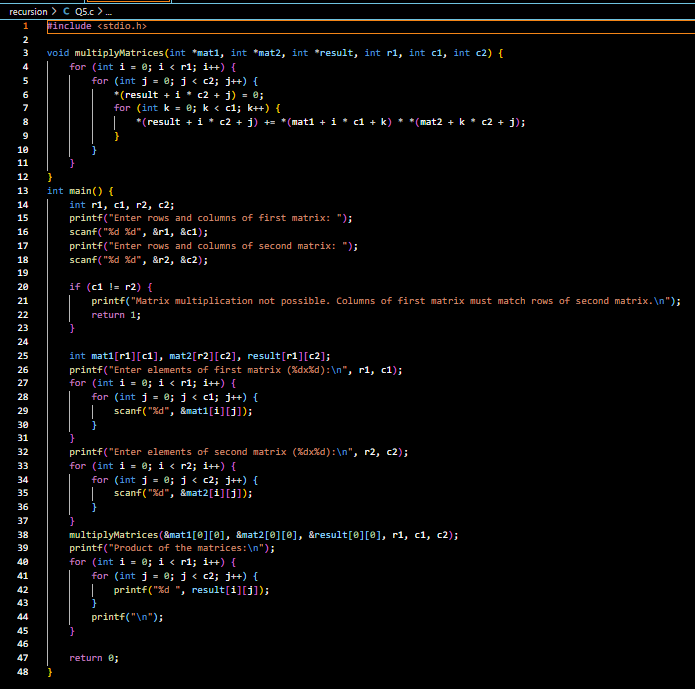 recursion > C Q5.c > ...
1 #include <stdio.h>
2
3 void multiplyMatrices(int *mat1, int *mat2, int *result, int r1, int c1, int c2) {
4     for (int i = 0; i < r1; i++) {
5         for (int j = 0; j < c2; j++) {
6             *(result + i * c2 + j) = 0;
7             for (int k = 0; k < c1; k++) {
8                 *(result + i * c2 + j) += *(mat1 + i * c1 + k) * *(mat2 + k * c2 + j);
9             }
10         }
11     }
12 }
13 int main() {
14     int r1, c1, r2, c2;
15     printf("Enter rows and columns of first matrix: ");
16     scanf("%d %d", &r1, &c1);
17     printf("Enter rows and columns of second matrix: ");
18     scanf("%d %d", &r2, &c2);
19
20     if (c1 != r2) {
21         printf("Matrix multiplication not possible. Columns of first matrix must match rows of second matrix.\n");
22         return 1;
23     }
24
25     int mat1[r1][c1], mat2[r2][c2], result[r1][c2];
26     printf("Enter elements of first matrix (%dx%d):\n", r1, c1);
27     for (int i = 0; i < r1; i++) {
28         for (int j = 0; j < c1; j++) {
29             scanf("%d", &mat1[i][j]);
30         }
31     }
32     printf("Enter elements of second matrix (%dx%d):\n", r2, c2);
33     for (int i = 0; i < r2; i++) {
34         for (int j = 0; j < c2; j++) {
35             scanf("%d", &mat2[i][j]);
36         }
37     }
38     multiplyMatrices(&mat1[0][0], &mat2[0][0], &result[0][0], r1, c1, c2);
39     printf("Product of the matrices:\n");
40     for (int i = 0; i < r1; i++) {
41         for (int j = 0; j < c2; j++) {
42             printf("%d ", result[i][j]);
43         }
44         printf("\n");
45     }
46
47     return 0;
48 }